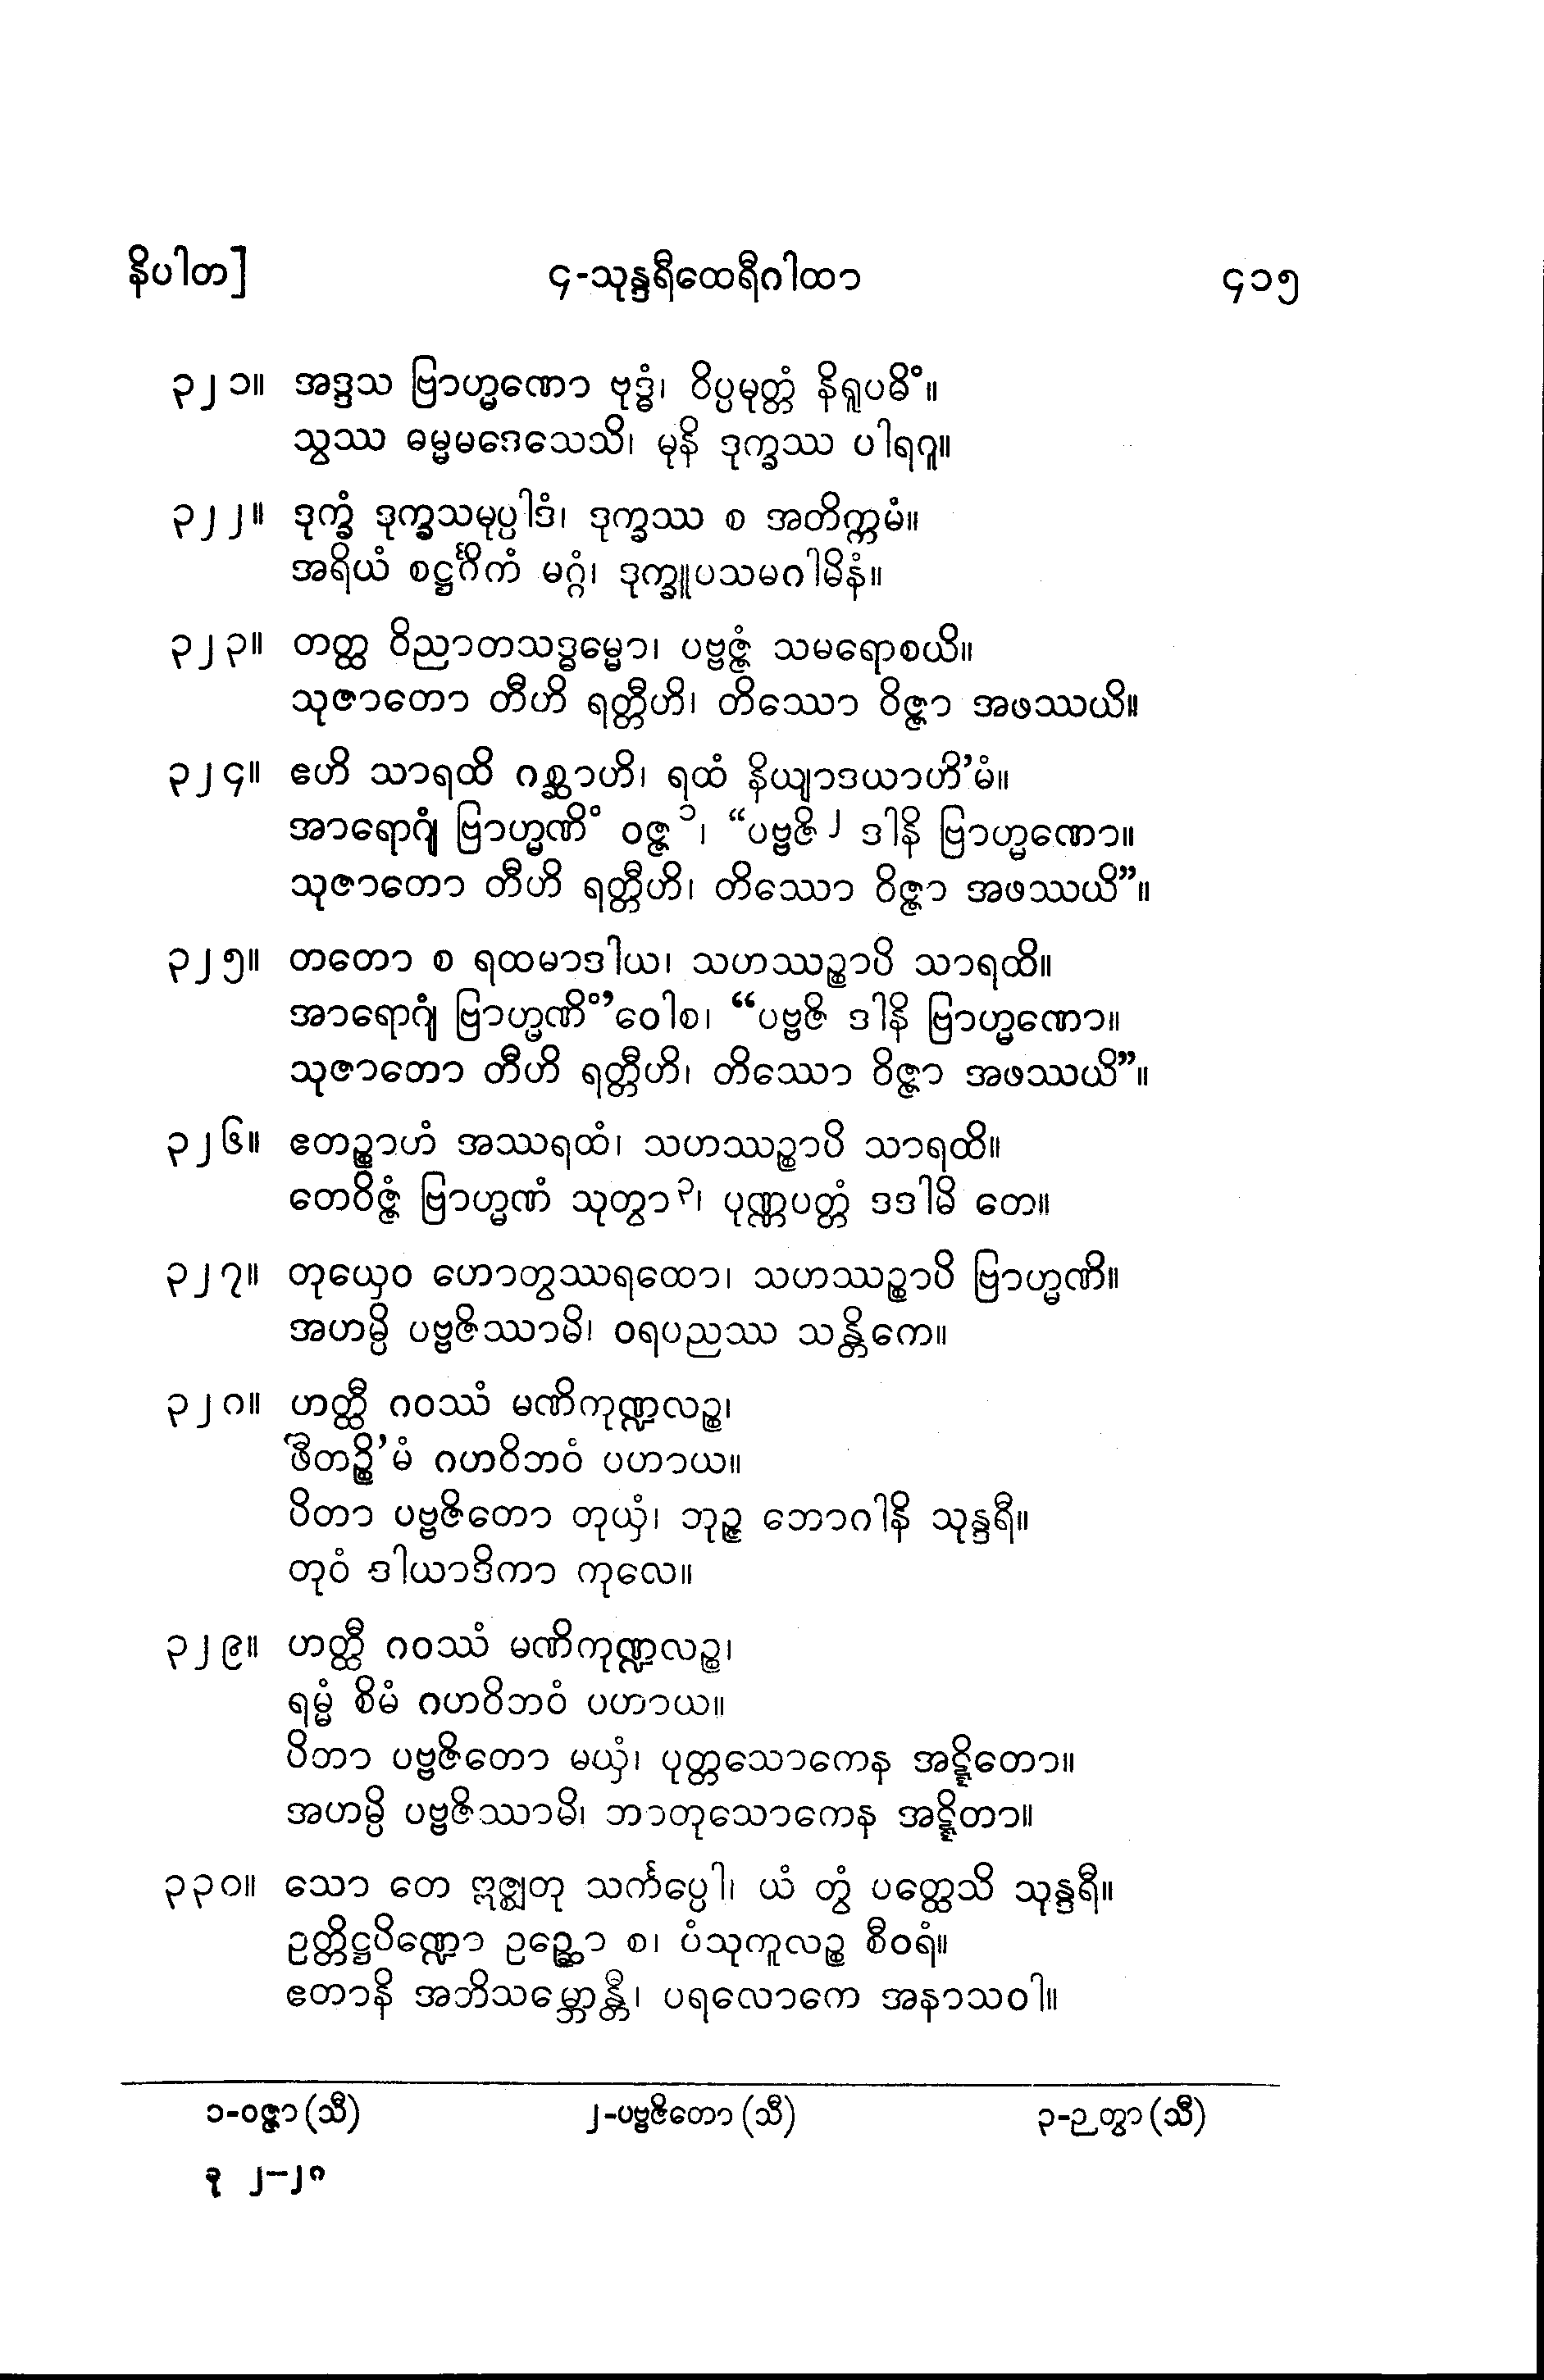 နိပါတ] ၄-သုန္ဒရီထေရီဂါထာ ၄၁၅
၃၂၁။ အဒ္ဒသ ဗြာဟ္မဏော ဗုဒ္ဓံ၊ ဝိပ္ပမုတ္တံ နိရူပဓိံ။
သွဿ ဓမ္မမဒေသေသိ၊ မုနိ ဒုက္ခဿ ပါရဂူ။
၃၂၂။ ဒုက္ခံ ဒုက္ခသမုပ္ပါဒံ၊ ဒုက္ခဿ စ အတိက္ကမံ။
အရိယံ စဋ္ဌင်္ဂိကံ မဂ္ဂံ၊ ဒုက္ခူပသမဂါမိနံ။
၃၂၃။ တတ္ထ ဝိညာတသဒ္ဓမ္မော၊ ပဗ္ဗဇ္ဇံ သမရောစယိ။
သုဇာတော တီဟိ ရတ္တီဟိ၊ တိဿော ဝိဇ္ဇာ အဖဿယိ။
၃၂၄။ ဧဟိ သာရထိ ဂစ္ဆာဟိ၊ ရထံ နိယျာဒယာဟိ’မံ။
အာရောဂျံ ဗြာဟ္မဏိံ ဝဇ္ဇ ၁၊ “ပဗ္ဗဇိ ၂ ဒါနိ ဗြာဟ္မဏော။
သုဇာတော တီဟိ ရတ္တီဟိ၊ တိဿော ဝိဇ္ဇာ အဖဿယိ”။
၃၂၅။ တတော စ ရထမာဒါယ၊ သဟဿဉ္စာပိ သာရထိ။
အာရောဂျံ ဗြာဟ္မဏိံ’ဝေါစ၊ “ပဗ္ဗဇိ ဒါနိ ဗြာဟ္မဏော။
သုဇာတော တီဟိ ရတ္တီဟိ၊ တိဿော ဝိဇ္ဇာ အဖဿယိ”။
၃၂၆။ ဧတဉ္စာဟံ အဿရထံ၊ သဟဿဉ္စာပိ သာရထိ။
တေဝိဇ္ဇံ ဗြာဟ္မဏံ သုတွာ ၃၊ ပုဏ္ဏပတ္တံ ဒဒါမိ တေ။
၃၂၇။ တုယှေဝ ဟောတွဿရထော၊ သဟဿဉ္စာပိ ဗြာဟ္မဏိ။
အဟမ္ပိ ပဗ္ဗဇိဿာမိ၊ ဝရပညဿ သန္တိကေ။
၃၂၈။ ဟတ္ထီ ဂဝဿံ မဏိကုဏ္ဍလဉ္စ၊
ဖီတဉ္စိ’မံ ဂဟဝိဘဝံ ပဟာယ။
ပိတာ ပဗ္ဗဇိတော တုယှံ၊ ဘုဉ္ဇ ဘောဂါနိ သုန္ဒရီ။
တုဝံ ဒါယာဒိကာ ကုလေ။
၃၂၉။ ဟတ္ထီ ဂဝဿံ မဏိကုဏ္ဍလဉ္စ၊
ရမ္မံ စိမံ ဂဟဝိဘဝံ ပဟာယ။
ပိဘာ ပဗ္ဗဇိတော မယှံ၊ ပုတ္တသောကေန အဋ္ဋိတော။
အဟမ္ပိ ပဗ္ဗဇိဿာမိ၊ ဘာတုသောကေန အဋ္ဋိတာ။
၃၃၀။ သော တေ ဣဇ္ဈတု သင်္ကပ္ပေါ၊ ယံ တွံ ပတ္ထေသိ သုန္ဒရီ။
ဥတ္တိဋ္ဌပိဏ္ဍော ဥဉ္ဆော စ၊ ပံသုကူလဉ္စ စီဝရံ။
ဧတာနိ အဘိသမ္ဘောန္တီ၊ ပရလောကေ အနာသဝါ။
၁-ဝဇ္ဇာ (သီ) ၂-ပဗ္ဗဇိတော (သီ) ၃-ဉတွာ (သီ)
ခု ၂–၂၈